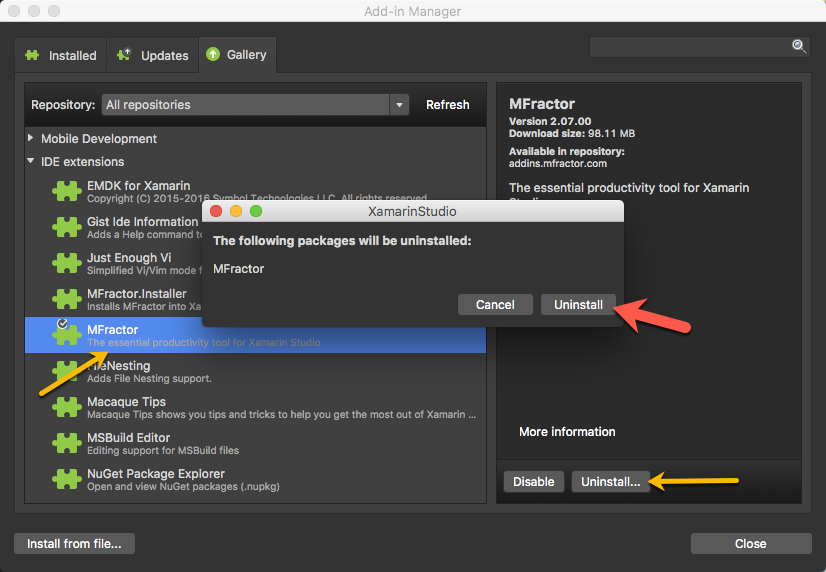 Add-in Manager
Installed
Updates
Gallery
Repository:
All repositories
Refresh
Mobile Development
IDE extensions
EMDK for Xamarin
Copyright (C) 2015-2016 Symbol Technologies LLC. All rights reserved.
Gist Ide Information
Adds a Help command to
Just Enough Vi
Simplified Vi/Vim mode f
MFractor.Installer
Installs MFractor into Xa
MFractor
The essential productivity tool for Xamarin Studio
FileNesting
Adds File Nesting support.
Macaque Tips
Macaque Tips shows you tips and tricks to help you get the most out of Xamarin ...
MSBuild Editor
Editing support for MSBuild files
NuGet Package Explorer
Open and view NuGet packages (.nupkg)
MFractor
Version 2.07.00
Download size: 98.11 MB
Available in repository:
addins.mfractor.com
The essential productivity tool for Xamarin
Studio
XamarinStudio
The following packages will be uninstalled:
MFractor
Cancel
Uninstall
More information
Disable
Uninstall...
Install from file...
Close